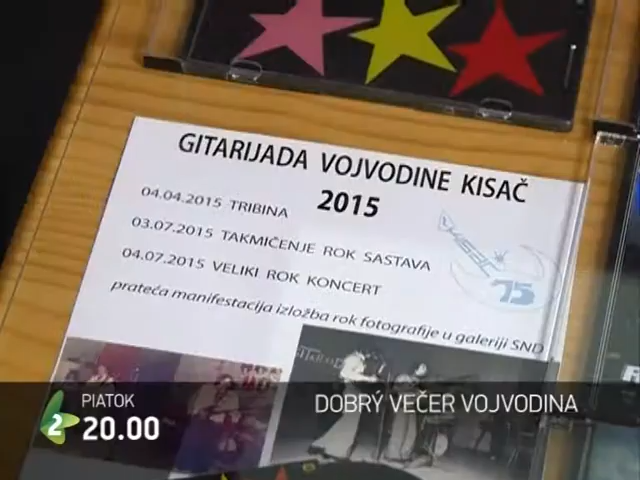 GITARIJADA VOJVODINE KISAČ
2015
04.04.2015 TRIBINA
03.07.2015 TAKMIČENJE ROK SASTAVA
04.07.2015 VELIKI ROK KONCERT
prateća manifestacija izložba rok fotografije u galeriji SND
75
PIATOK
2 20.00
DOBRÝ VEČER VOJVODINA